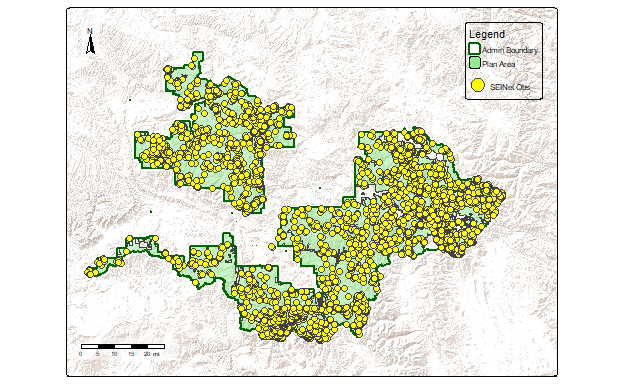 N
Legend
Admin Boundary
Plan Area
SEINet Obs
0 5 10 15 20 mi